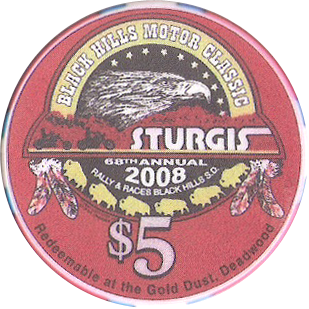 BLACK HILLS MOTOR CLASSIC
STURGIS
68TH ANNUAL
2008
RALLY & RACES BLACK HILLS S.D.
$5
Redeemable at the Gold Dust, Deadwood